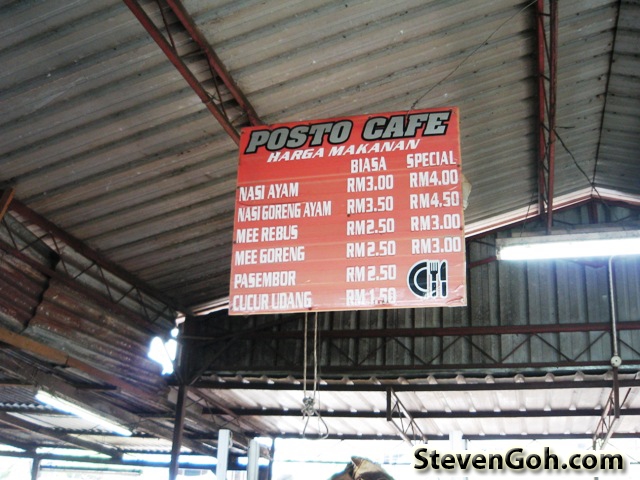 POSTO CAFE
HARGA MAKANAN
BIASA SPECIAL
NASI AYAM RM3.00 RM4.00
NASI GORENG AYAM RM3.50 RM4.50
MEE REBUS RM2.50 RM3.00
MEE GORENG RM2.50 RM3.00
PASEMBOR RM2.50
CUCUR UDANG RM1.50
StevenGoh.com